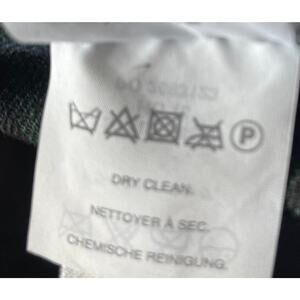 P
DRY CLEAN.
NETTOYER À SEC.
CHEMISCHE REINIGUNG.